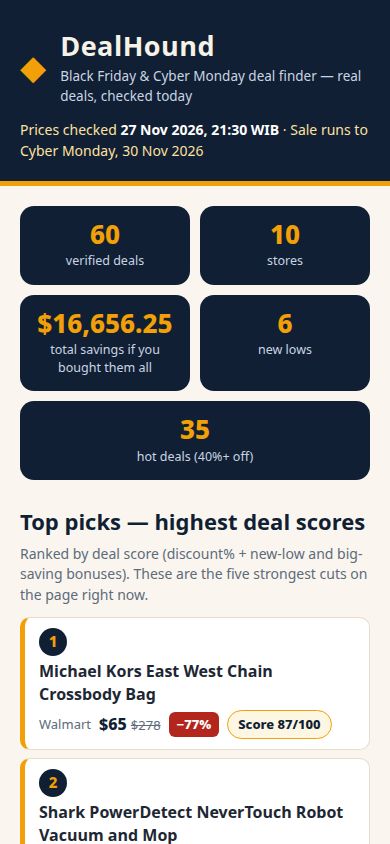 DealHound
Black Friday & Cyber Monday deal finder — real
deals, checked today
Prices checked 27 Nov 2026, 21:30 WIB · Sale runs to
Cyber Monday, 30 Nov 2026
60
verified deals
10
stores
$16,656.25
total savings if you
bought them all
6
new lows
35
hot deals (40%+ off)
Top picks — highest deal scores
Ranked by deal score (discount% + new-low and big-
saving bonuses). These are the five strongest cuts on
the page right now.
1
Michael Kors East West Chain
Crossbody Bag
Walmart $65 $278 −77% Score 87/100
2
Shark PowerDetect NeverTouch Robot
Vacuum and Mop